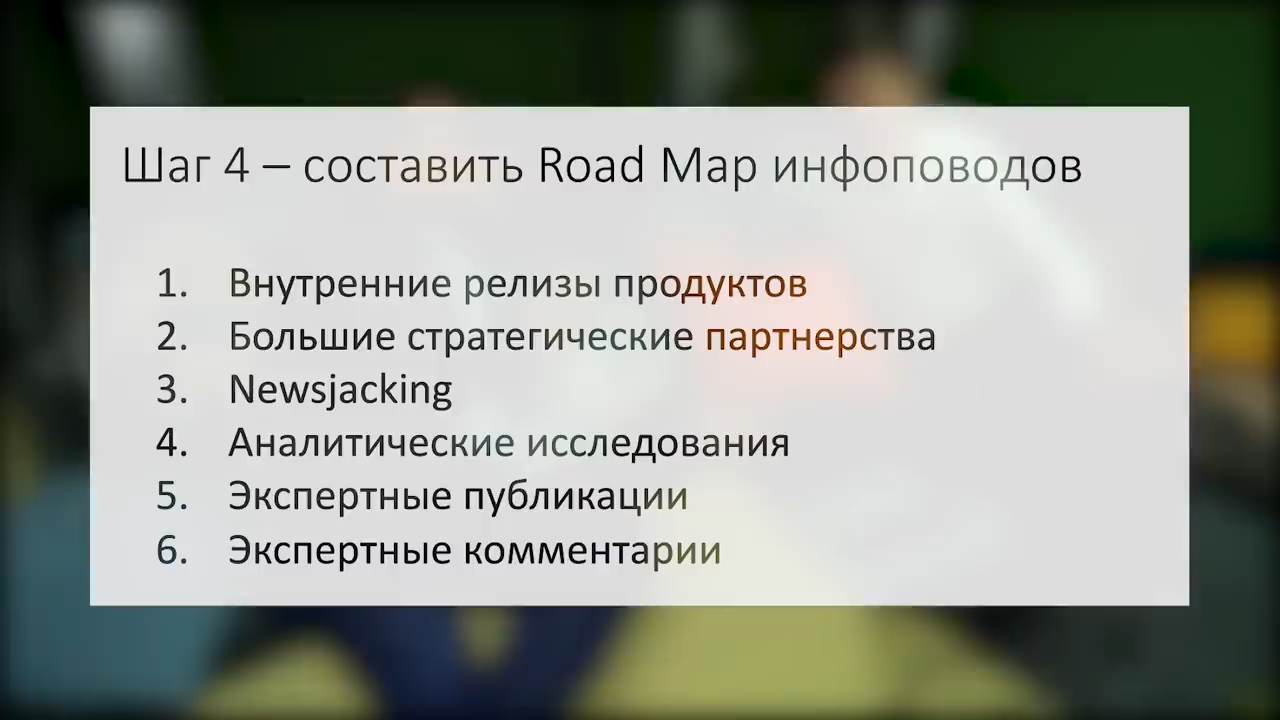 Шаг 4 – составить Road Map инфоповодов
1. Внутренние релизы продуктов
2. Большие стратегические партнерства
3. Newsjacking
4. Аналитические исследования
5. Экспертные публикации
6. Экспертные комментарии